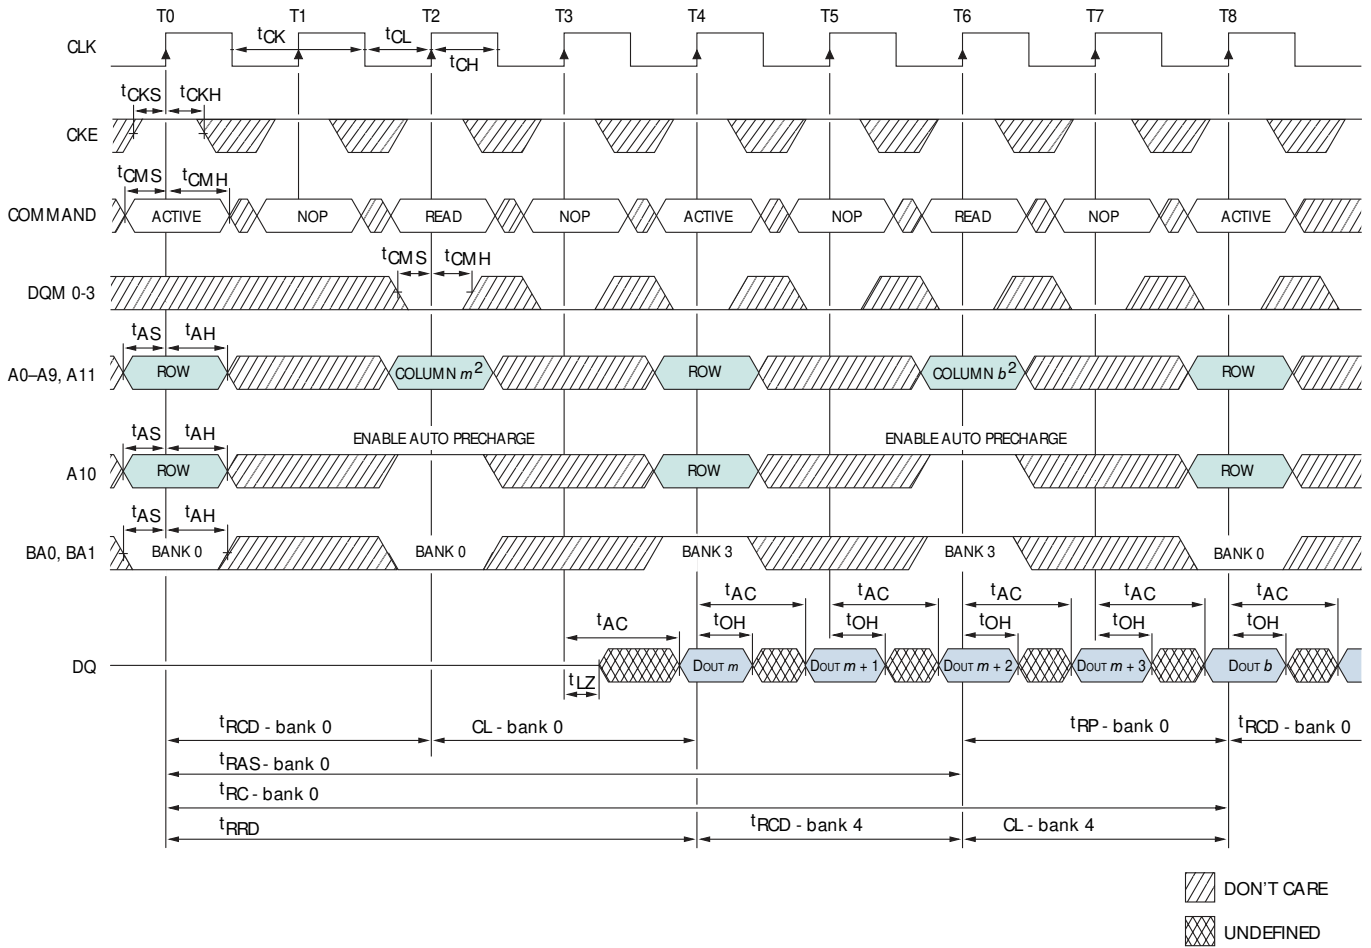 T0 T1 T2 T3 T4 T5 T6 T7 T8
CLK
tCK tCL
tCH
tCKS tCKH
CKE
tCMS tCMH
COMMAND ACTIVE NOP READ NOP ACTIVE NOP READ NOP ACTIVE
tCMS tCMH
DQM 0-3
tAS tAH
A0–A9, A11 ROW COLUMN m2 ROW COLUMN b2 ROW
tAS tAH ENABLE AUTO PRECHARGE ENABLE AUTO PRECHARGE
A10 ROW ROW ROW
tAS tAH
BA0, BA1 BANK 0 BANK 0 BANK 3 BANK 3 BANK 0
tAC tAC tAC tAC tAC
tAC tOH tOH tOH tOH tOH
DQ DOUT m DOUT m + 1 DOUT m + 2 DOUT m + 3 DOUT b
tLZ
tRCD - bank 0 CL - bank 0 tRP - bank 0 tRCD - bank 0
tRAS - bank 0
tRC - bank 0
tRRD tRCD - bank 4 CL - bank 4
DON'T CARE
UNDEFINED